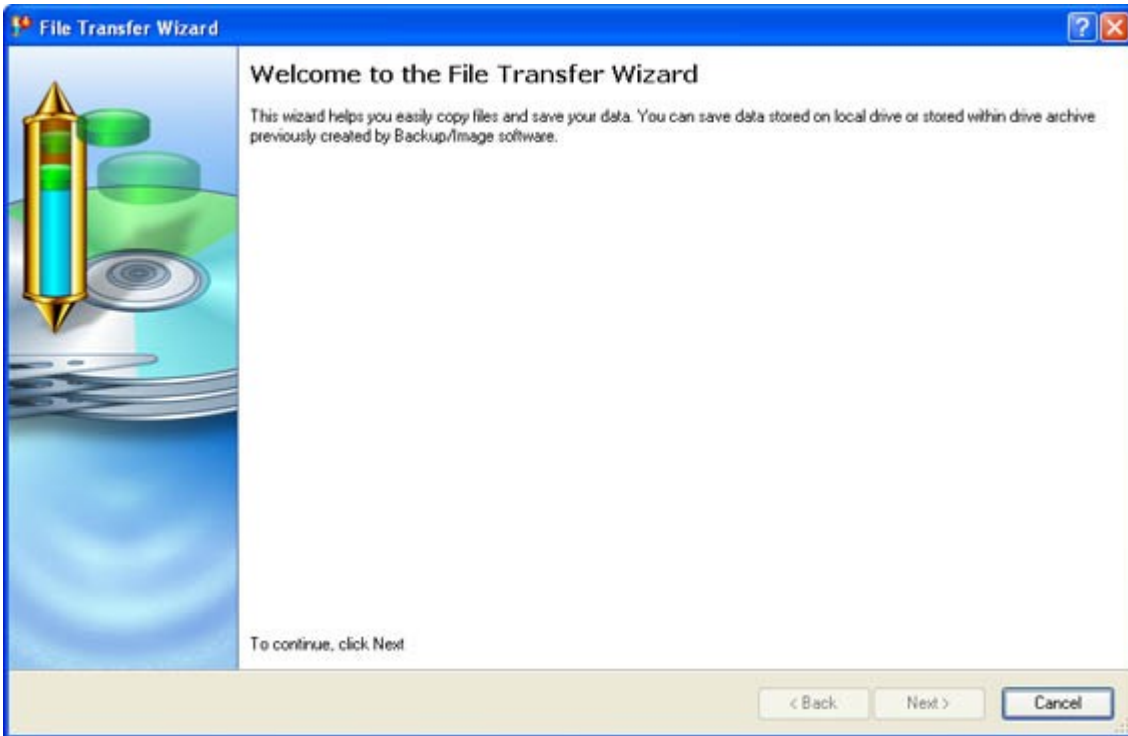 File Transfer Wizard
Welcome to the File Transfer Wizard
This wizard helps you easily copy files and save your data. You can save data stored on local drive or stored within drive archive
previously created by Backup/Image software.
To continue, click Next
< Back Next > Cancel